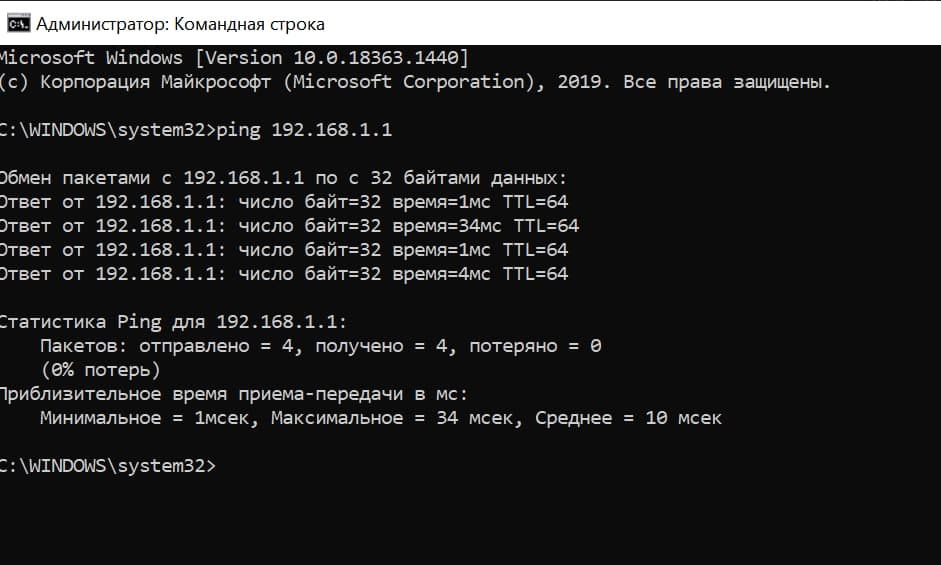 Администратор: Командная строка
Microsoft Windows [Version 10.0.18363.1440]
(c) Корпорация Майкрософт (Microsoft Corporation), 2019. Все права защищены.
C:\WINDOWS\system32>ping 192.168.1.1
Обмен пакетами с 192.168.1.1 по с 32 байтами данных:
Ответ от 192.168.1.1: число байт=32 время=1мс TTL=64
Ответ от 192.168.1.1: число байт=32 время=34мс TTL=64
Ответ от 192.168.1.1: число байт=32 время=1мс TTL=64
Ответ от 192.168.1.1: число байт=32 время=4мс TTL=64
Статистика Ping для 192.168.1.1:
Пакетов: отправлено = 4, получено = 4, потеряно = 0
(0% потерь)
Приблизительное время приема-передачи в мс:
Минимальное = 1мсек, Максимальное = 34 мсек, Среднее = 10 мсек
C:\WINDOWS\system32>